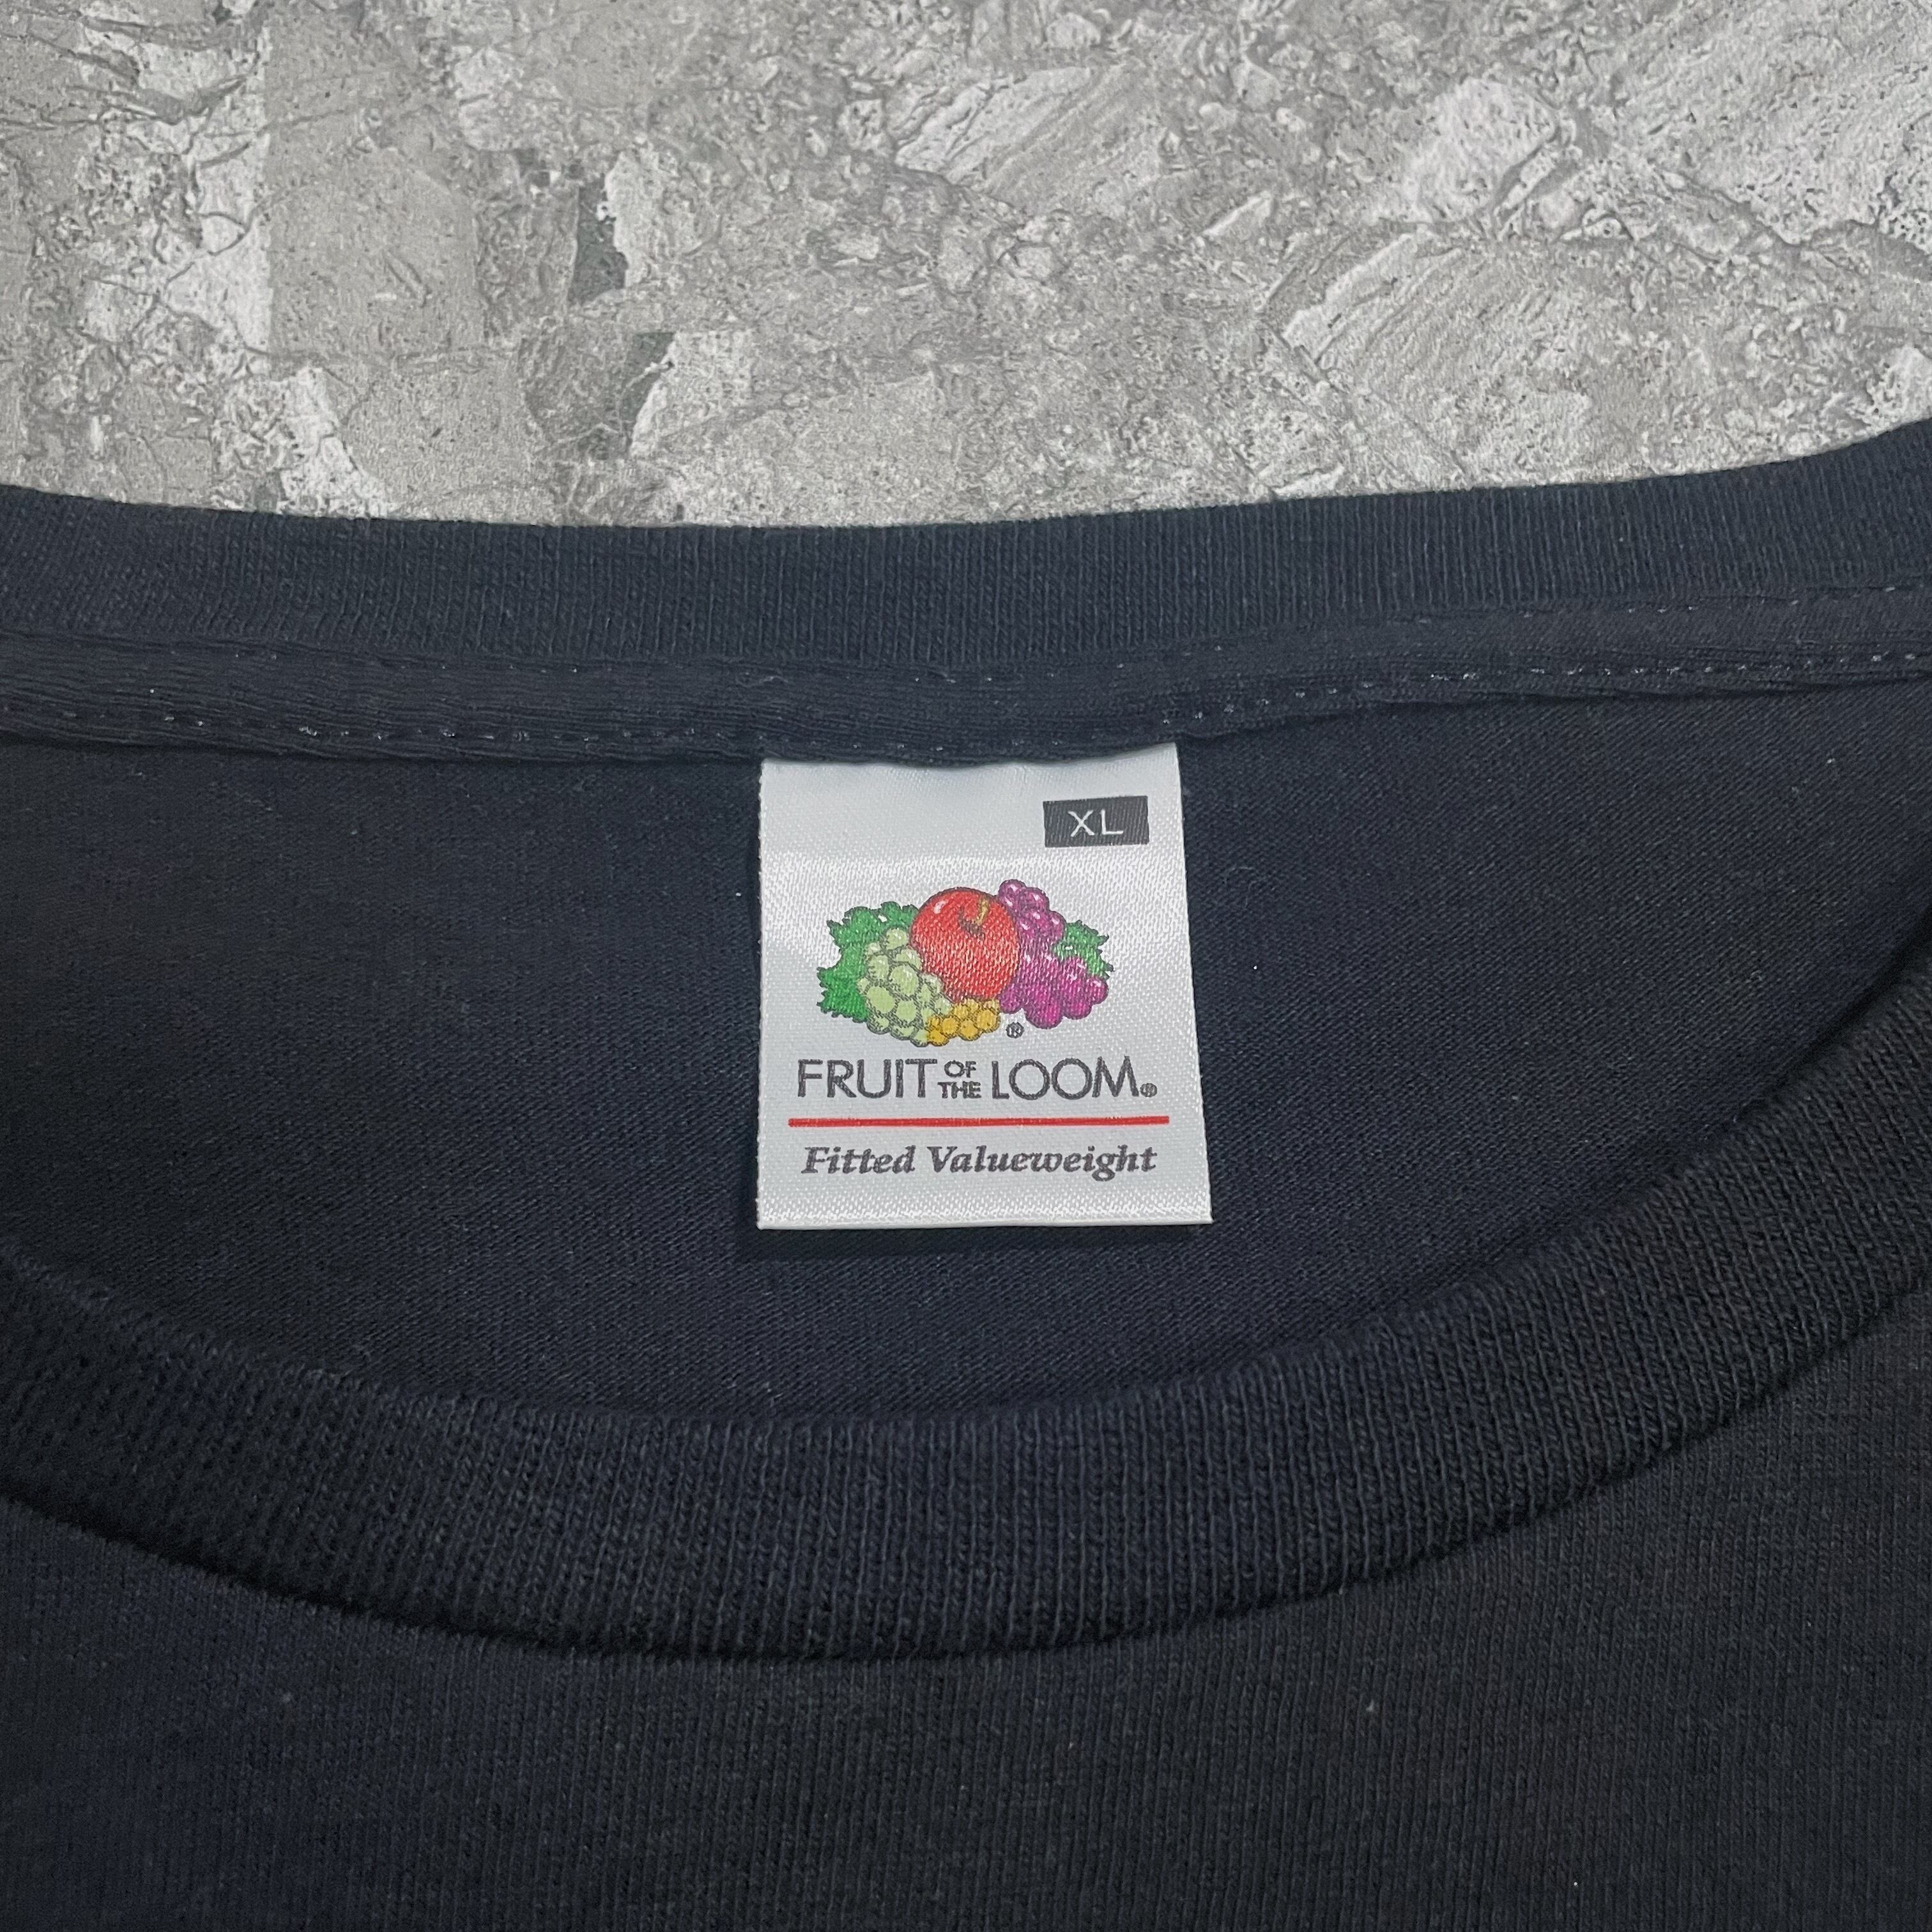 XL
®
FRUIT OF THE LOOM®
Fitted Valueweight